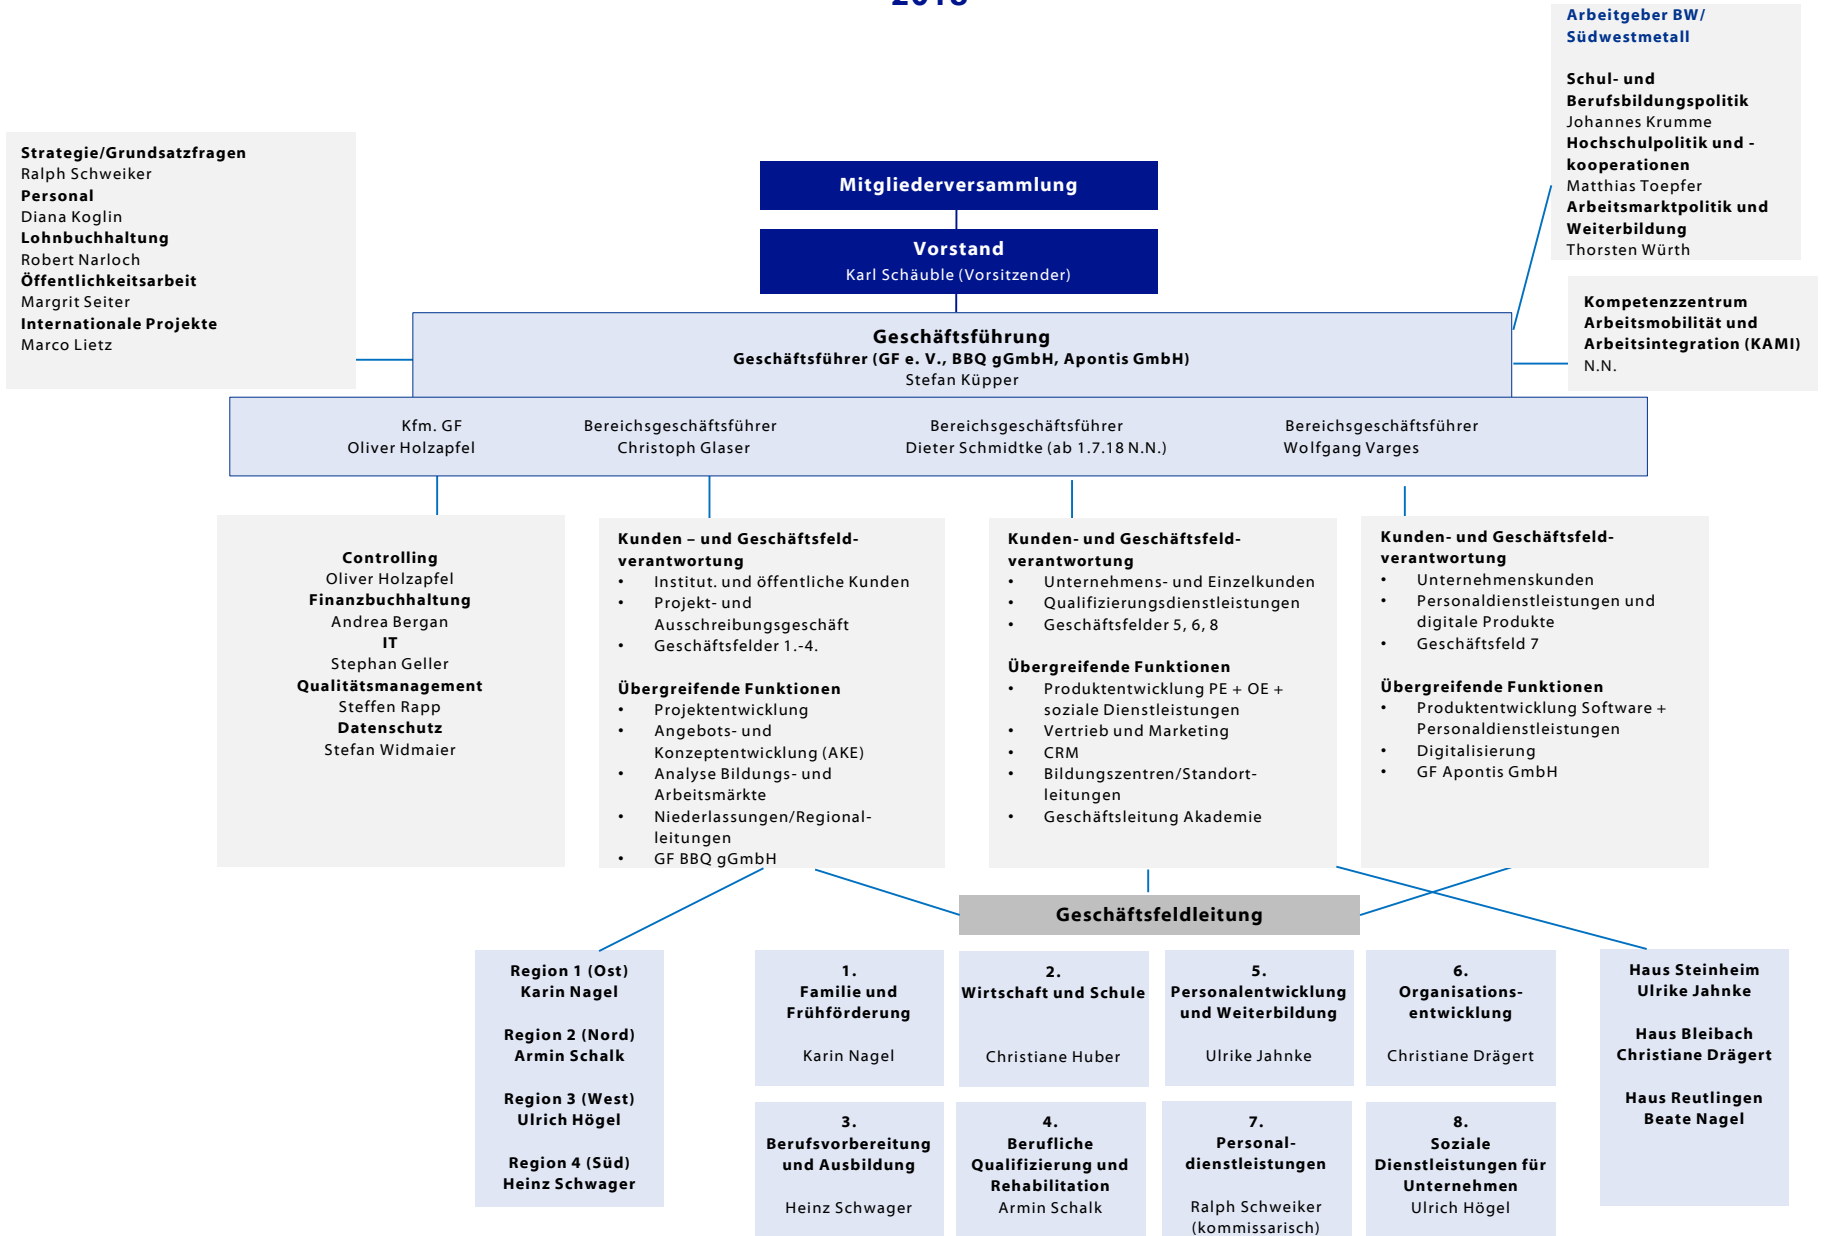 2018
Arbeitgeber BW/
Südwestmetall
Schul- und
Berufsbildungspolitik
Johannes Krumme
Hochschulpolitik und -
kooperationen
Matthias Toepfer
Arbeitsmarktpolitik und
Weiterbildung
Thorsten Würth
Strategie/Grundsatzfragen
Ralph Schweiker
Personal
Diana Koglin
Lohnbuchhaltung
Robert Narloch
Öffentlichkeitsarbeit
Margrit Seiter
Internationale Projekte
Marco Lietz
Mitgliederversammlung
Vorstand
Karl Schäuble (Vorsitzender)
Kompetenzzentrum
Arbeitsmobilität und
Arbeitsintegration (KAMI)
N.N.
Geschäftsführung
Geschäftsführer (GF e. V., BBQ gGmbH, Apontis GmbH)
Stefan Küpper
Kfm. GF
Oliver Holzapfel
Bereichsgeschäftsführer
Christoph Glaser
Bereichsgeschäftsführer
Dieter Schmidtke (ab 1.7.18 N.N.)
Bereichsgeschäftsführer
Wolfgang Varges
Controlling
Oliver Holzapfel
Finanzbuchhaltung
Andrea Bergan
IT
Stephan Geller
Qualitätsmanagement
Steffen Rapp
Datenschutz
Stefan Widmaier
Kunden – und Geschäftsfeld-
verantwortung
• Institut. und öffentliche Kunden
• Projekt- und
Ausschreibungsgeschäft
• Geschäftsfelder 1.-4.
Übergreifende Funktionen
• Projektentwicklung
• Angebots- und
Konzeptentwicklung (AKE)
• Analyse Bildungs- und
Arbeitsmärkte
• Niederlassungen/Regional-
leitungen
• GF BBQ gGmbH
Kunden- und Geschäftsfeld-
verantwortung
• Unternehmens- und Einzelkunden
• Qualifizierungsdienstleistungen
• Geschäftsfelder 5, 6, 8
Übergreifende Funktionen
• Produktentwicklung PE + OE +
soziale Dienstleistungen
• Vertrieb und Marketing
• CRM
• Bildungszentren/Standort-
leitungen
• Geschäftsleitung Akademie
Kunden- und Geschäftsfeld-
verantwortung
• Unternehmenskunden
• Personaldienstleistungen und
digitale Produkte
• Geschäftsfeld 7
Übergreifende Funktionen
• Produktentwicklung Software +
Personaldienstleistungen
• Digitalisierung
• GF Apontis GmbH
Geschäftsfeldleitung
Region 1 (Ost)
Karin Nagel
Region 2 (Nord)
Armin Schalk
Region 3 (West)
Ulrich Högel
Region 4 (Süd)
Heinz Schwager
1.
Familie und
Frühförderung
Karin Nagel
2.
Wirtschaft und Schule
Christiane Huber
5.
Personalentwicklung
und Weiterbildung
Ulrike Jahnke
6.
Organisations-
entwicklung
Christiane Drägert
Haus Steinheim
Ulrike Jahnke
Haus Bleibach
Christiane Drägert
Haus Reutlingen
Beate Nagel
3.
Berufsvorbereitung
und Ausbildung
Heinz Schwager
4.
Berufliche
Qualifizierung und
Rehabilitation
Armin Schalk
7.
Personal-
dienstleistungen
Ralph Schweiker
(kommissarisch)
8.
Soziale
Dienstleistungen für
Unternehmen
Ulrich Högel